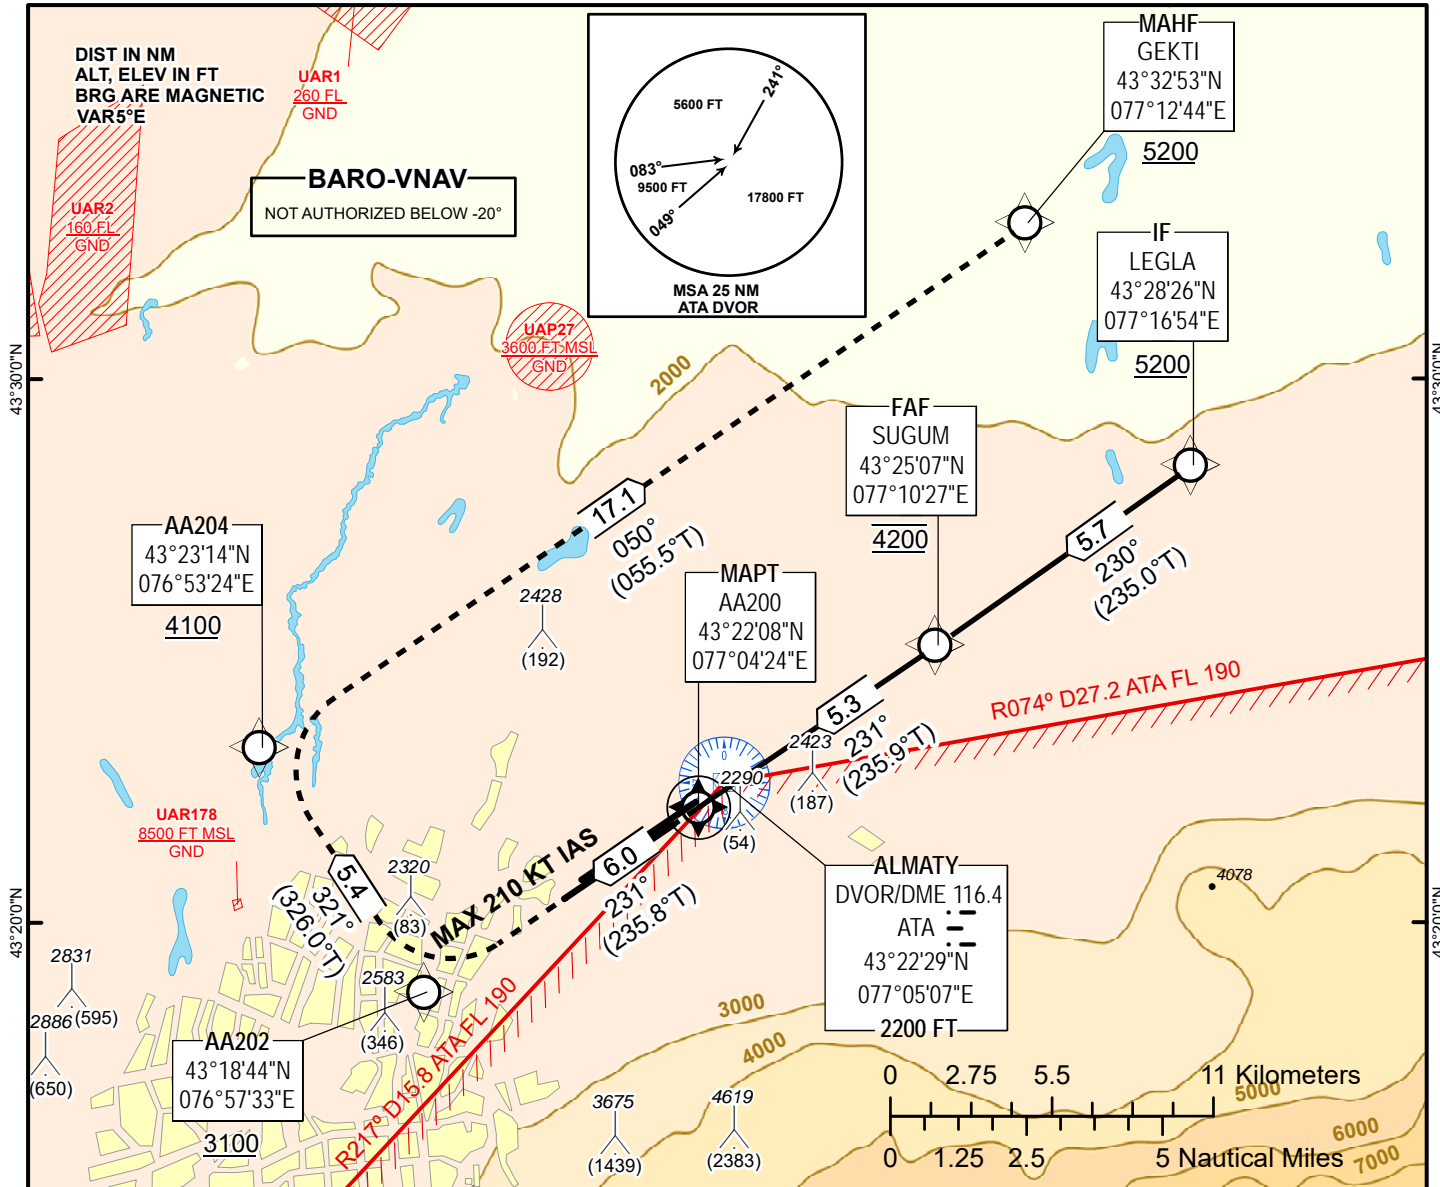 DIST IN NM
ALT, ELEV IN FT
BRG ARE MAGNETIC
VAR5°E
UAR1
260 FL
GND
UAR2
160 FL
GND
BARO-VNAV
NOT AUTHORIZED BELOW -20°
5600 FT
241°
083°
9500 FT
049°
17800 FT
MSA 25 NM
ATA DVOR
MAHF
GEKTI
43°32'53"N
077°12'44"E
5200
IF
LEGLA
43°28'26"N
077°16'54"E
5200
UAP27
3600 FT MSL
GND
2000
43°30'0"N
43°30'0"N
FAF
SUGUM
43°25'07"N
077°10'27"E
4200
17.1
050°
(055.5°T)
5.7
230°
(235.0°T)
AA204
43°23'14"N
076°53'24"E
4100
2428
(192)
MAPT
AA200
43°22'08"N
077°04'24"E
5.3
231°
(235.9°T)
R074º D27.2 ATA FL 190
2423
(187)
0
2290
(54)
UAR178
8500 FT MSL
GND
5.4
321°
(326.0°T)
2320
(83)
MAX 210 KT IAS
6.0
231°
(235.8°T)
ALMATY
DVOR/DME 116.4
ATA
43°22'29"N
077°05'07"E
2200 FT
4078
43°20'0"N
43°20'0"N
2831
(595)
2886
(650)
2583
(346)
AA202
43°18'44"N
076°57'33"E
3100
R217º D15.8 ATA FL 190
3000
4000
3675
(1439)
4619
(2383)
0 2.75 5.5 11 Kilometers
5000
0 1.25 2.5 5 Nautical Miles
6000
7000